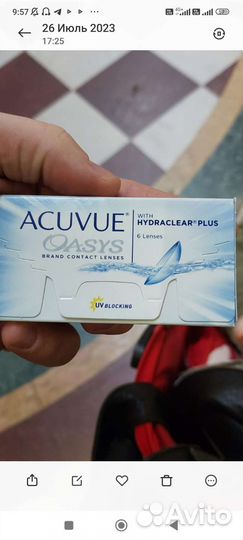 9:57
26 Июль 2023
17:25
ACUVUE®
OASYS
BRAND CONTACT LENSES
WITH
HYDRACLEAR® PLUS
6 Lenses
UV BLOCKING
Avito